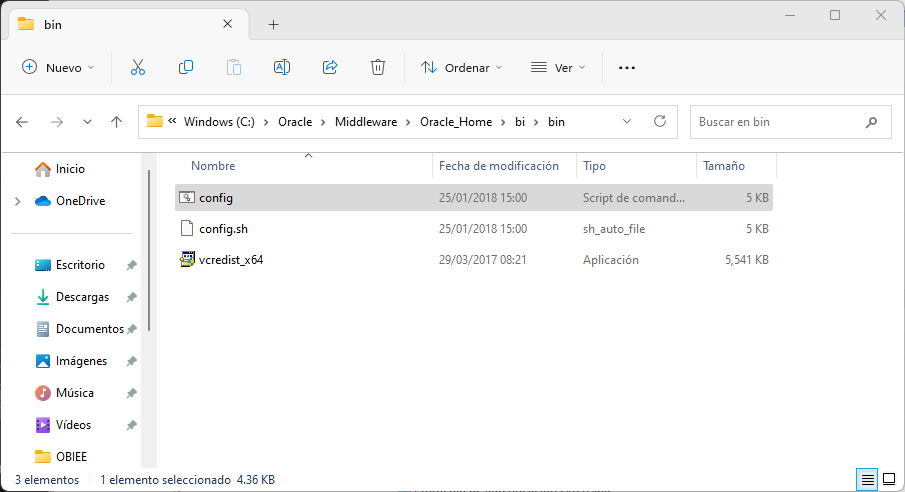 bin
Nuevo
Ordenar
Ver
« Windows (C:) > Oracle > Middleware > Oracle_Home > bi > bin
Buscar en bin
Inicio
OneDrive
Escritorio
Descargas
Documentos
Imágenes
Música
Vídeos
OBIEE
Nombre Fecha de modificación Tipo Tamaño
config 25/01/2018 15:00 Script de comand... 5 KB
config.sh 25/01/2018 15:00 sh_auto_file 5 KB
vcredist_x64 29/03/2017 08:21 Aplicación 5,541 KB
3 elementos 1 elemento seleccionado 4.36 KB